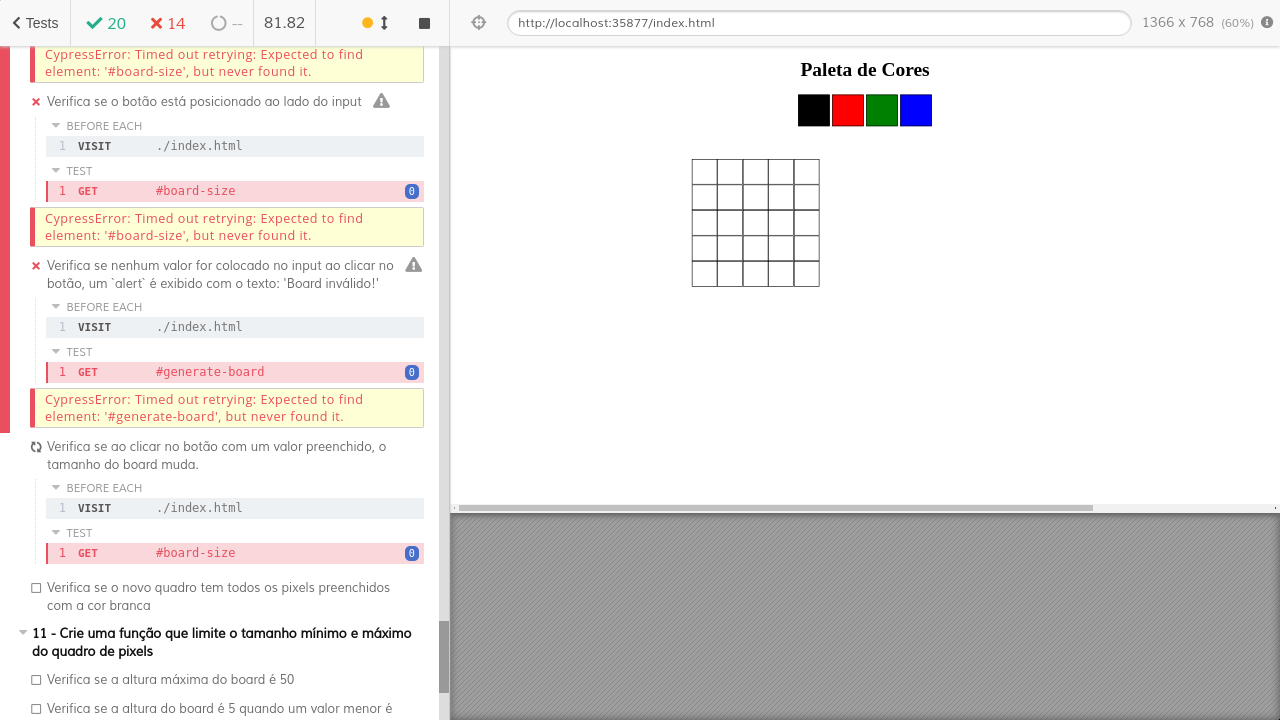 Tests 20 14 -- 81.82
http://localhost:35877/index.html 1366 x 768 (60%)
CypressError: Timed out retrying: Expected to find
element: '#board-size', but never found it.
Verifica se o botão está posicionado ao lado do input
BEFORE EACH
1 VISIT ./index.html
TEST
1 GET #board-size 0
CypressError: Timed out retrying: Expected to find
element: '#board-size', but never found it.
Verifica se nenhum valor for colocado no input ao clicar no
botão, um `alert` é exibido com o texto: 'Board inválido!'
BEFORE EACH
1 VISIT ./index.html
TEST
1 GET #generate-board 0
CypressError: Timed out retrying: Expected to find
element: '#generate-board', but never found it.
Verifica se ao clicar no botão com um valor preenchido, o
tamanho do board muda.
BEFORE EACH
1 VISIT ./index.html
TEST
1 GET #board-size 0
Verifica se o novo quadro tem todos os pixels preenchidos
com a cor branca
11 - Crie uma função que limite o tamanho mínimo e máximo
do quadro de pixels
Verifica se a altura máxima do board é 50
Verifica se a altura do board é 5 quando um valor menor é
Paleta de Cores